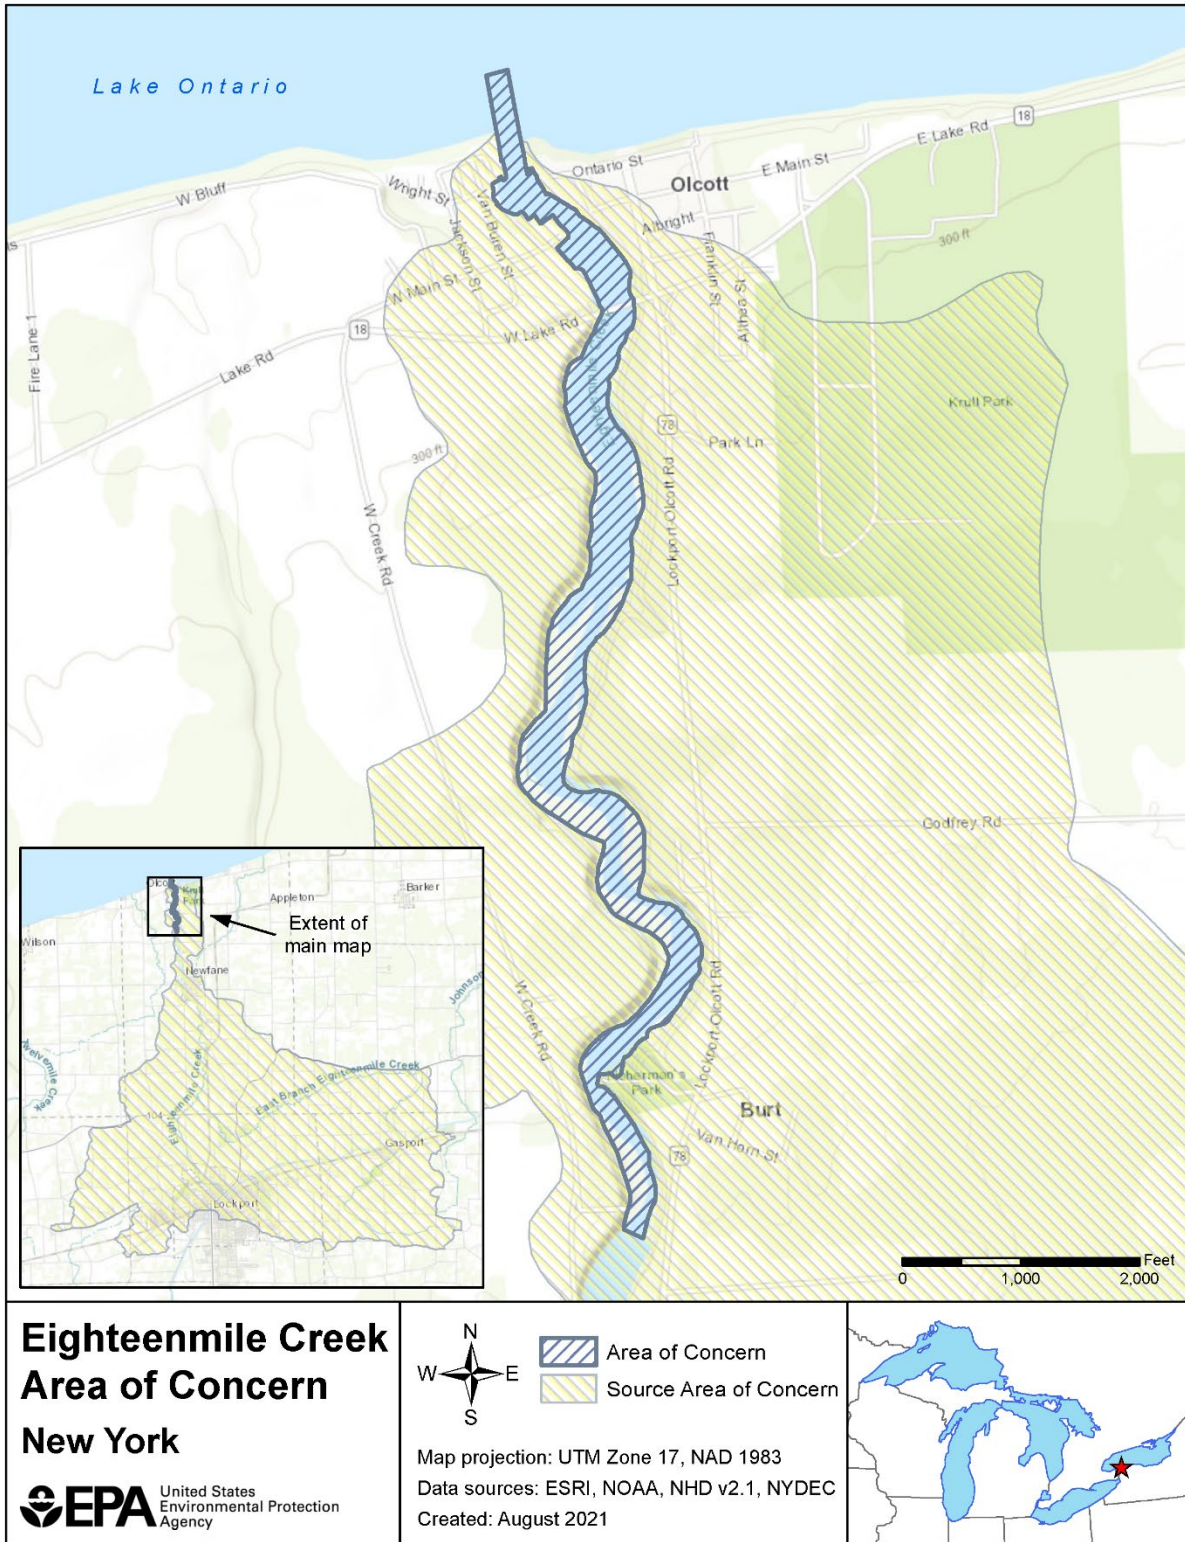 Lake Ontario
18
E Lake Rd
Ontario St
E Main St
Olcott
W Bluff
Wright St
Van Buren St
Jackson St
Albright
Franklin St
Althea St
300 ft
W Main St
18
W Lake Rd
Lake Rd
Fire Lane 1
Eighteenmile Creek
Krull Park
78
Park Ln
300 ft
W Creek Rd
Lockport Olcott Rd
Godfrey Rd
W Creek Rd
Lockport Olcott Rd
Fisherman's
Park
Burt
Van Horn St
78
Feet
0
1,000
2,000
Barker
Appleton
Extent of
main map
Wilson
Newfane
Johnson
Creek
Eighteenmile Creek
East Branch Eighteenmile Creek
104
Gasport
Lockport
Eighteenmile Creek
Area of Concern
New York
EPA
United States
Environmental Protection
Agency
N
W
E
S
Area of Concern
Source Area of Concern
Map projection: UTM Zone 17, NAD 1983
Data sources: ESRI, NOAA, NHD v2.1, NYDEC
Created: August 2021